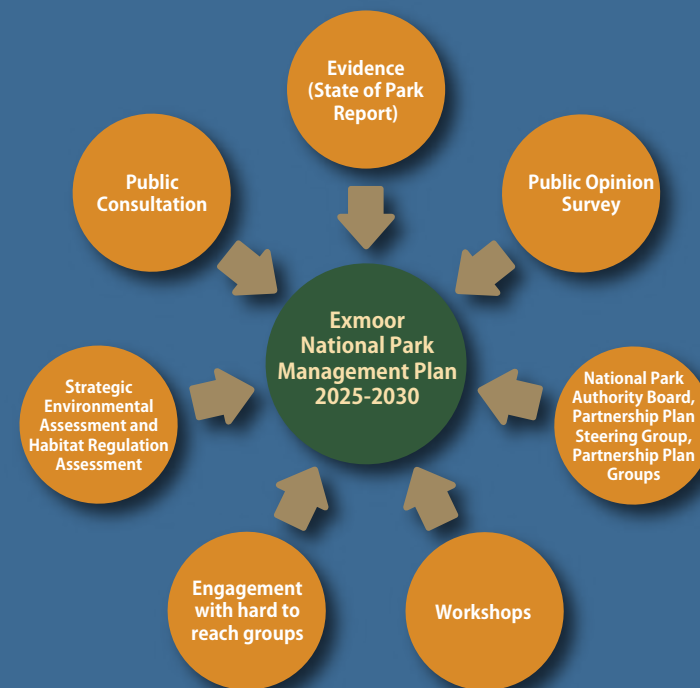 Evidence
(State of Park
Report)
Public
Consultation
Public Opinion
Survey
Exmoor
National Park
Management Plan
2025-2030
Strategic
Environmental
Assessment and
Habitat Regulation
Assessment
National Park
Authority Board,
Partnership Plan
Steering Group,
Partnership Plan
Groups
Engagement
with hard to
reach groups
Workshops